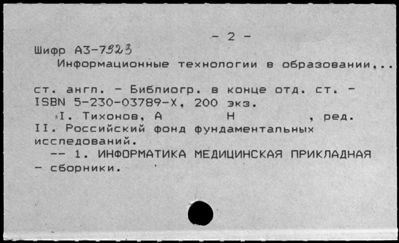 - 2 -
Шифр А3-7923
Информационные технологии в образовании,..
ст. англ. - Библиогр. в конце отд. ст. -
ISBN 5-230-03789-X, 200 экз.
I. Тихонов, А Н , ред.
II. Российский фонд фундаментальных
исследований.
-- 1. ИНФОРМАТИКА МЕДИЦИНСКАЯ ПРИКЛАДНАЯ
- сборники.